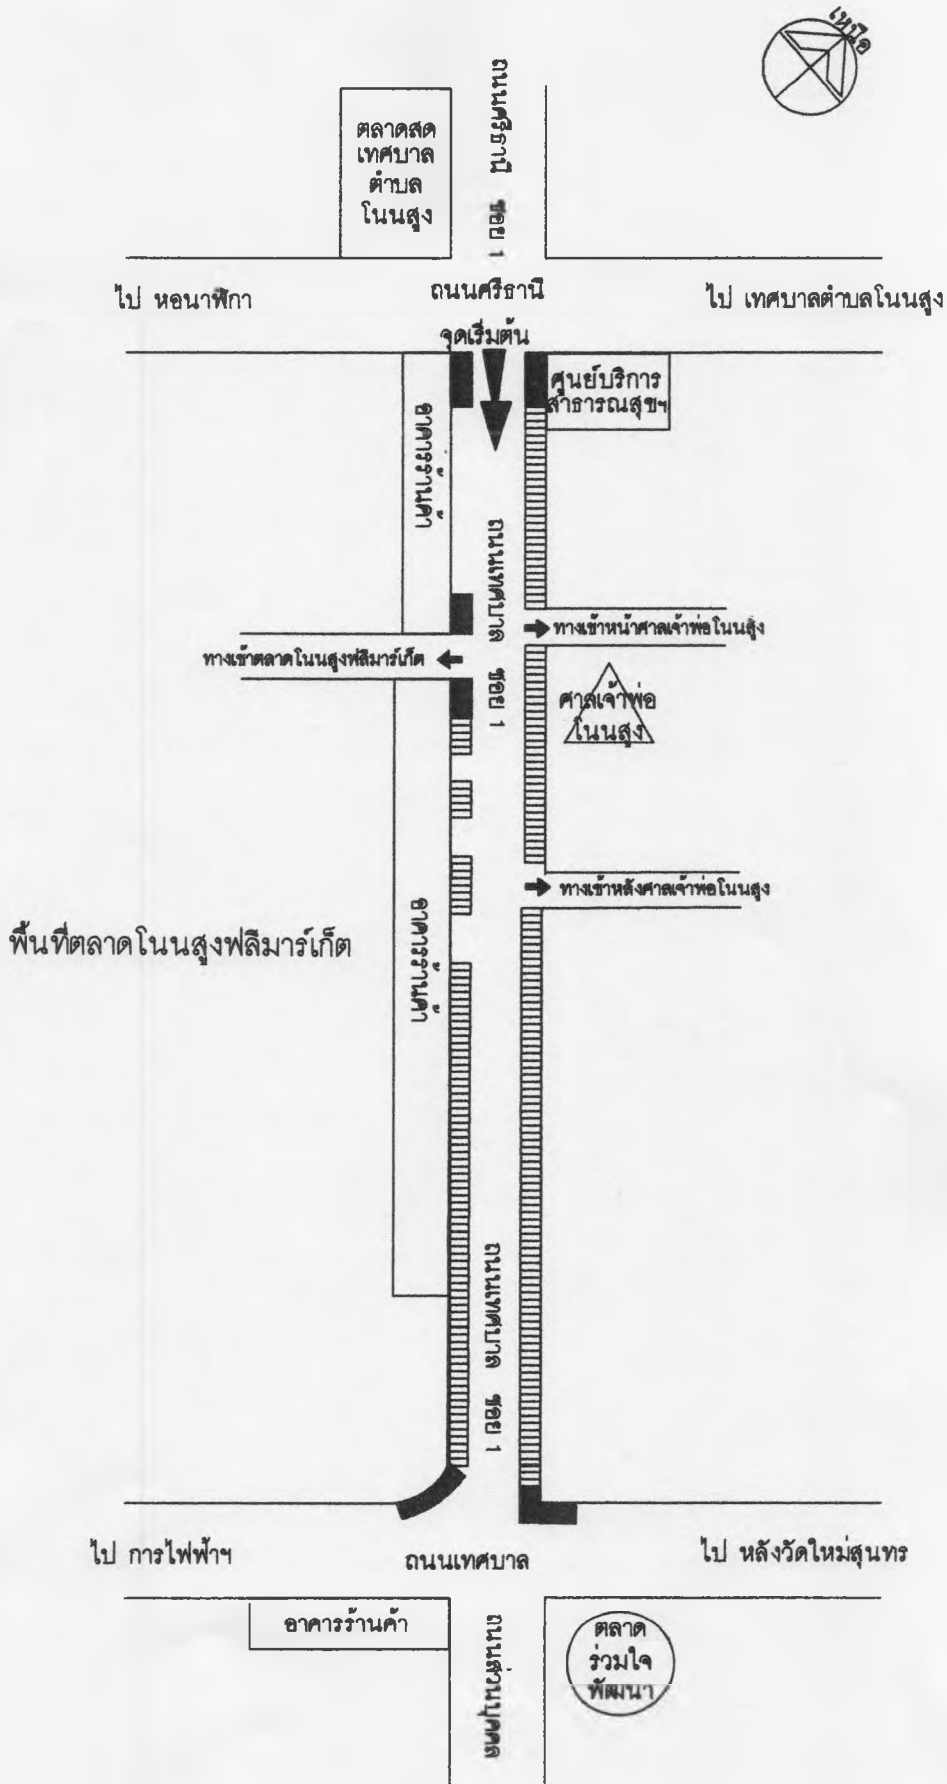 เหนือ
ถนนศรีธานี ซอย 1
ตลาดสด
เทศบาล
ตำบล
โนนสูง
ไป หอนาฬิกา
ถนนศรีธานี
ไป เทศบาลตำบลโนนสูง
จุดเริ่มต้น
ศูนย์บริการ
สาธารณสุขฯ
อาคารร้านค้า
ถนนเทศบาล ซอย 1
ทางเข้าหน้าศาลเจ้าพ่อโนนสูง
ทางเข้าตลาดโนนสูงฟลีมาร์เก็ต
ศาลเจ้าพ่อ
โนนสูง
ทางเข้าหลังศาลเจ้าพ่อโนนสูง
อาคารร้านค้า
พื้นที่ตลาดโนนสูงฟลีมาร์เก็ต
ถนนเทศบาล ซอย 1
ไป การไฟฟ้าฯ
ถนนเทศบาล
ไป หลังวัดใหม่สุนทร
อาคารร้านค้า
ถนนส่วนบุคคล
ตลาด
ร่วมใจ
พัฒนา